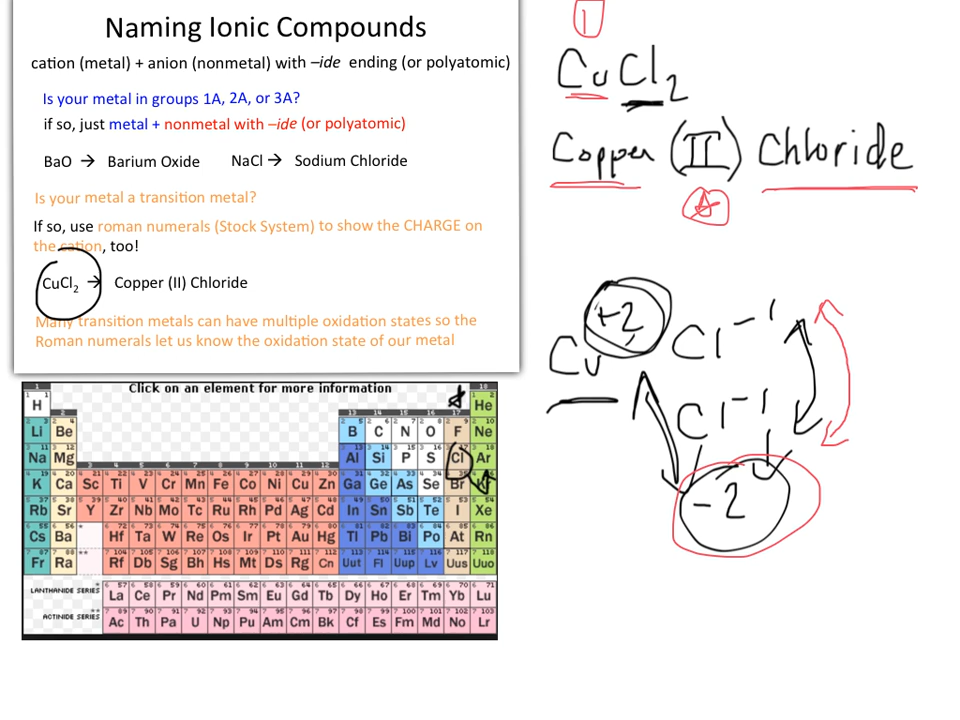 Naming Ionic Compounds
cation (metal) + anion (nonmetal) with –ide ending (or polyatomic)
Is your metal in groups 1A, 2A, or 3A?
if so, just metal + nonmetal with –ide (or polyatomic)
BaO → Barium Oxide NaCl → Sodium Chloride
Is your metal a transition metal?
If so, use roman numerals (Stock System) to show the CHARGE on
the cation, too!
CuCl2 → Copper (II) Chloride
Many transition metals can have multiple oxidation states so the
Roman numerals let us know the oxidation state of our metal
1
CuCl2
Copper (II) Chloride
Cu +2 Cl -1
Cl -1
-2
Click on an element for more information
H He
Li Be B C N O F Ne
Na Mg Al Si P S Cl Ar
K Ca Sc Ti V Cr Mn Fe Co Ni Cu Zn Ga Ge As Se Br
Rb Sr Y Zr Nb Mo Tc Ru Rh Pd Ag Cd In Sn Sb Te I Xe
Cs Ba Hf Ta W Re Os Ir Pt Au Hg Tl Pb Bi Po At Rn
Fr Ra Rf Db Sg Bh Hs Mt Ds Rg Cn Uut Fl Uup Lv Uus Uuo
LANTHANIDE SERIES La Ce Pr Nd Pm Sm Eu Gd Tb Dy Ho Er Tm Yb Lu
ACTINIDE SERIES Ac Th Pa U Np Pu Am Cm Bk Cf Es Fm Md No Lr